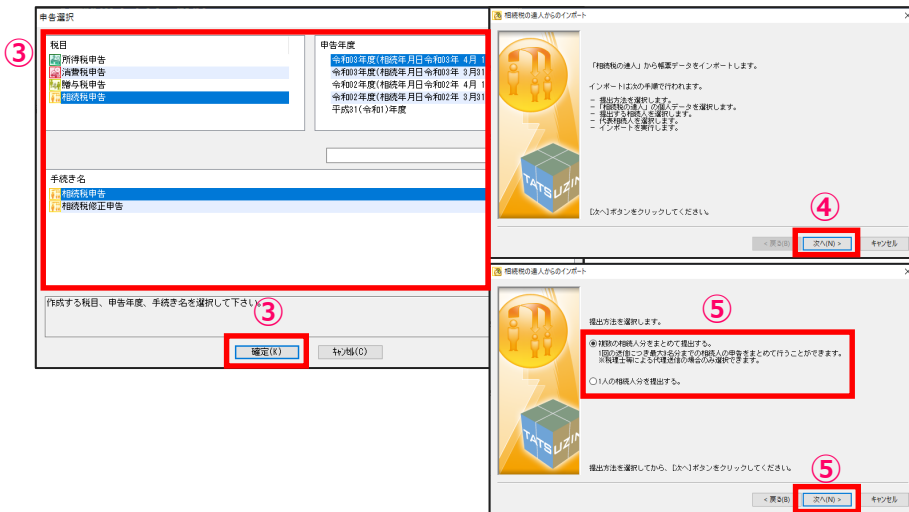 申告選択
③
税目
所得税申告
消費税申告
贈与税申告
相続税申告
申告年度
令和03年度(相続年月日令和03年 4月 1
令和03年度(相続年月日令和03年 3月31
令和02年度(相続年月日令和02年 4月 1
令和02年度(相続年月日令和02年 3月31
平成31(令和1)年度
手続き名
相続税申告
相続税修正申告
作成する税目、申告年度、手続き名を選択して下さい。
③
確定(K)
ｷｬﾝｾﾙ(C)
相続税の達人からのインポート
「相続税の達人」から帳票データをインポートします。
インポートは次の手順で行われます。
- 提出方法を選択します。
- 「相続税の達人」の個人データを選択します。
- 提出する相続人を選択します。
- 代表相続人を選択します。
- インポートを実行します。
TATSUZIN
[次へ]ボタンをクリックしてください。
④
< 戻る(B)
次へ(N) >
キャンセル
相続税の達人からのインポート
⑤
提出方法を選択します。
複数の相続人分をまとめて提出する。
1回の送信につき最大9名分までの相続人の申告をまとめて行うことができます。
※税理士等による代理送信の場合のみ選択できます。
1人の相続人分を提出する。
TATSUZIN
提出方法を選択してから、[次へ]ボタンをクリックしてください。
⑤
< 戻る(B)
次へ(N) >
キャンセル